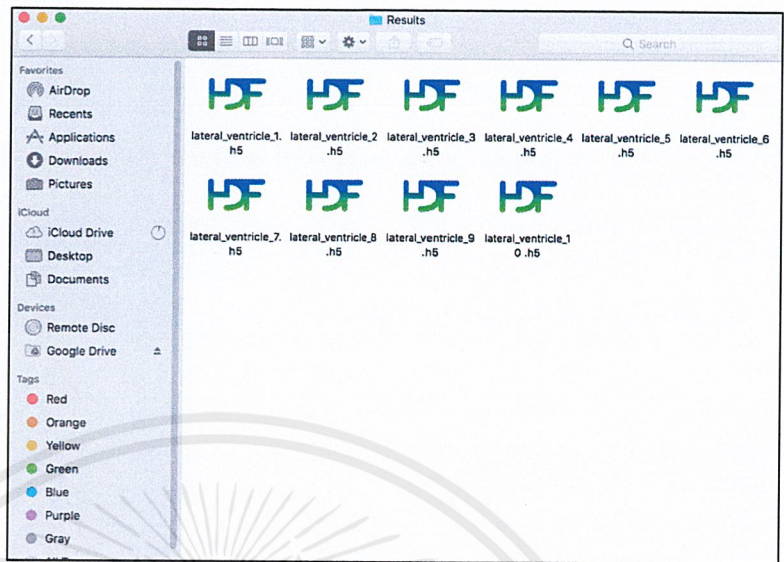 Results
Search
Favorites
AirDrop
Recents
Applications
Downloads
Pictures
iCloud
iCloud Drive
Desktop
Documents
Devices
Remote Disc
Google Drive
Tags
Red
Orange
Yellow
Green
Blue
Purple
Gray
HDF HDF HDF HDF HDF HDF
lateral_ventricle_1. lateral_ventricle_2 lateral_ventricle_3 lateral_ventricle_4 lateral_ventricle_5 lateral_ventricle_6
h5 .h5 .h5 .h5 .h5 .h5
HDF HDF HDF HDF
lateral_ventricle_7. lateral_ventricle_8 lateral_ventricle_9 lateral_ventricle_1
h5 .h5 .h5 0 .h5